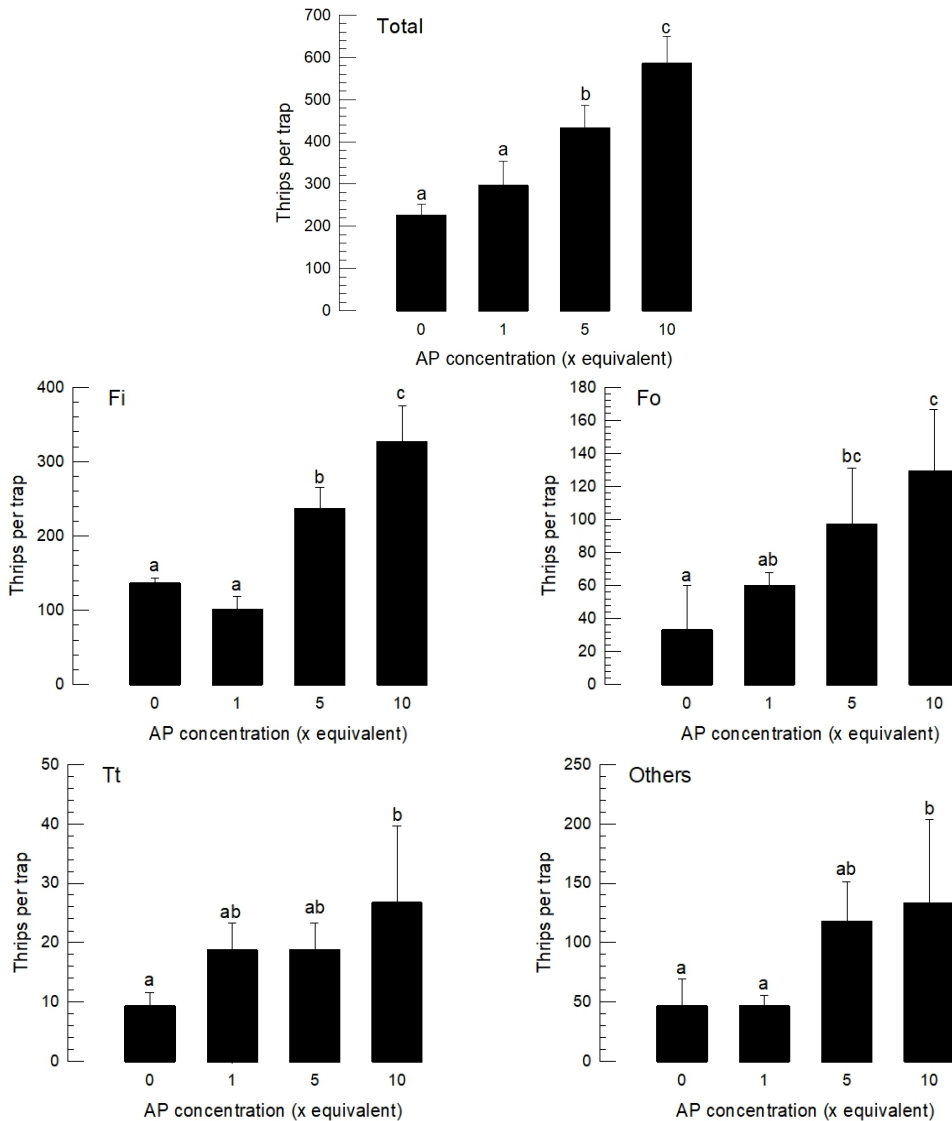 Total
Thrips per trap
700
600
500
400
300
200
100
0
a
a
b
c
0 1 5 10
AP concentration (x equivalent)
Fi
Thrips per trap
400
300
200
100
0
a
a
b
c
0 1 5 10
AP concentration (x equivalent)
Fo
Thrips per trap
180
160
140
120
100
80
60
40
20
0
a
ab
bc
c
0 1 5 10
AP concentration (x equivalent)
Tt
Thrips per trap
50
40
30
20
10
0
a
ab
ab
b
0 1 5 10
AP concentration (x equivalent)
Others
Thrips per trap
250
200
150
100
50
0
a
a
ab
b
0 1 5 10
AP concentration (x equivalent)